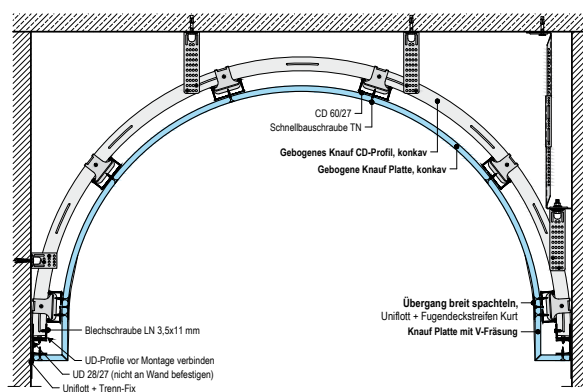 CD 60/27
Schnellbauschraube TN
Gebogenes Knauf CD-Profil, konkav
Gebogene Knauf Platte, konkav
Übergang breit spachteln,
Uniflott + Fugendeckstreifen Kurt
Knauf Platte mit V-Fräsung
Blechschraube LN 3,5x11 mm
UD-Profile vor Montage verbinden
UD 28/27 (nicht an Wand befestigen)
Uniflott + Trenn-Fix